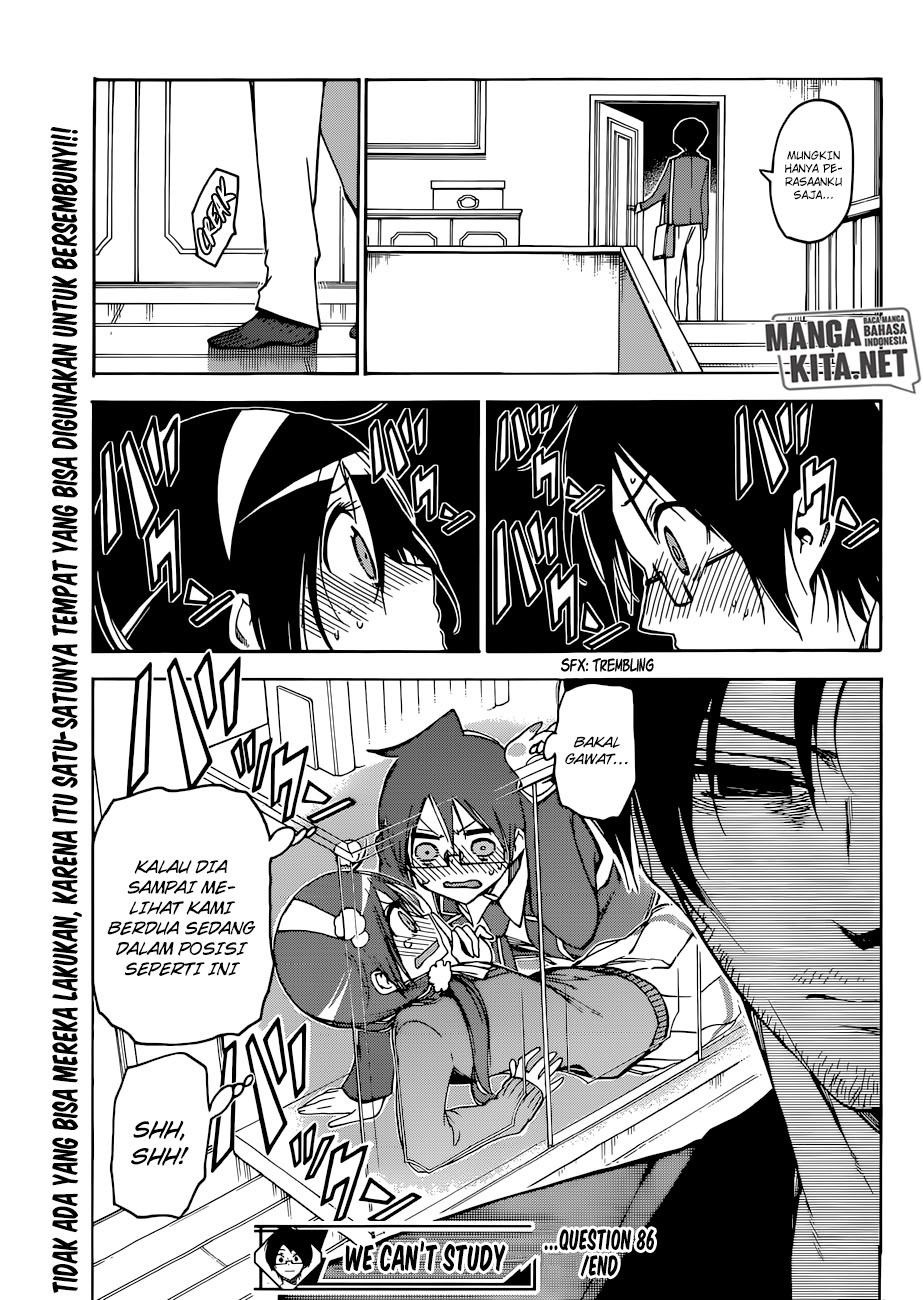 MUNGKIN
HANYA PE-
RASAANKU
SAJA...
CREAK
MANGA
KITA.NET
BACA MANGA
BAHASA
INDONESIA
SFX: TREMBLING
BAKAL
GAWAT...
KALAU DIA
SAMPAI ME-
LIHAT KAMI
BERDUA SEDANG
DALAM POSISI
SEPERTI INI
SHH,
SHH!
TIDAK ADA YANG BISA MEREKA LAKUKAN, KARENA ITU SATU-SATUNYA TEMPAT YANG BISA DIGUNAKAN UNTUK BERSEMBUNYI!!
WE CAN'T STUDY
...QUESTION 86
/END